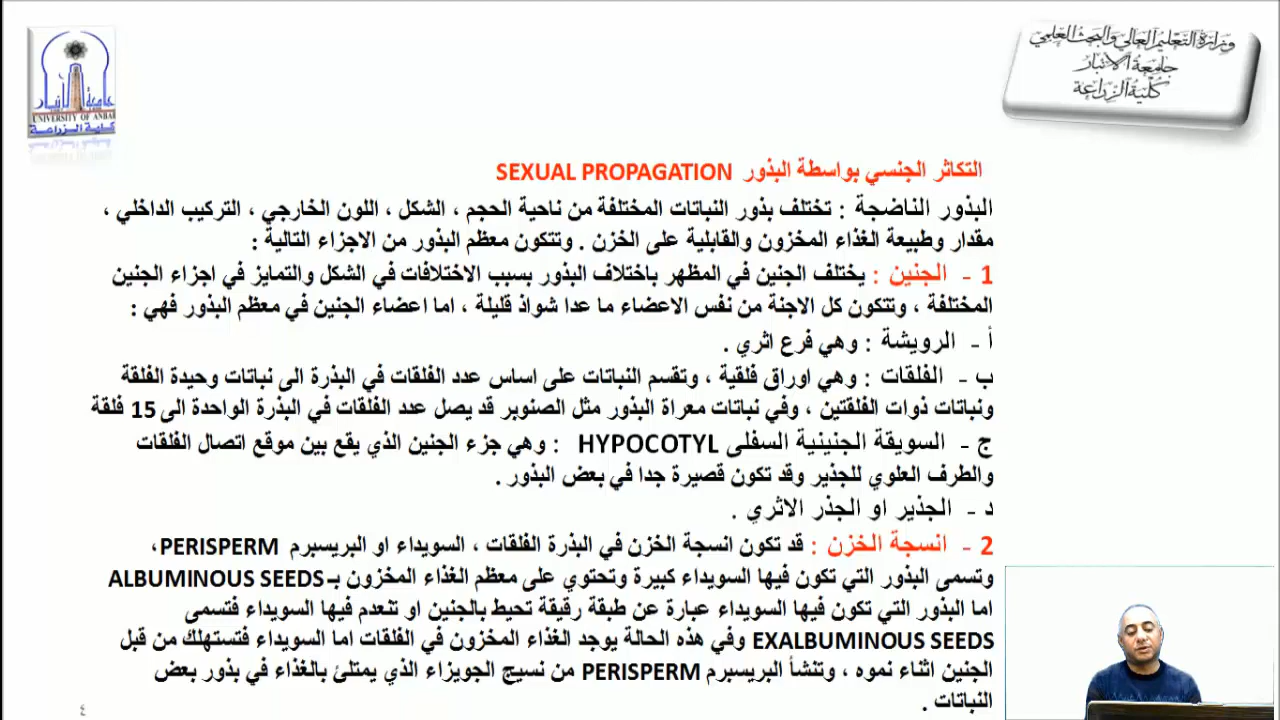 وزارة التعليم العالي والبحث العلمي
جامعة الانبار
كلية الزراعة
جامعة الأنبار
UNIVERSITY OF ANBAR
كلية الزراعة
التكاثر الجنسي بواسطة البذور SEXUAL PROPAGATION
البذور الناضجة : تختلف بذور النباتات المختلفة من ناحية الحجم ، الشكل ، اللون الخارجي ، التركيب الداخلي ،
مقدار وطبيعة الغذاء المخزون والقابلية على الخزن . وتتكون معظم البذور من الاجزاء التالية :
1 - الجنين : يختلف الجنين في المظهر باختلاف البذور بسبب الاختلافات في الشكل والتمايز في اجزاء الجنين
المختلفة ، وتتكون كل الاجنة من نفس الاعضاء ما عدا شواذ قليلة ، اما اعضاء الجنين في معظم البذور فهي :
أ - الرويشة : وهي فرع اثري .
ب - الفلقات : وهي اوراق فلقية ، وتقسم النباتات على اساس عدد الفلقات في البذرة الى نباتات وحيدة الفلقة
ونباتات ذوات الفلقتين ، وفي نباتات معراة البذور مثل الصنوبر قد يصل عدد الفلقات في البذرة الواحدة الى 15 فلقة
ج - السويقة الجنينية السفلى HYPOCOTYL : وهي جزء الجنين الذي يقع بين موقع اتصال الفلقات
والطرف العلوي للجذير وقد تكون قصيرة جدا في بعض البذور .
د - الجذير او الجذر الاثري .
2 - انسجة الخزن : قد تكون انسجة الخزن في البذرة الفلقات ، السويداء او البريسبرم PERISPERM،
وتسمى البذور التي تكون فيها السويداء كبيرة وتحتوي على معظم الغذاء المخزون بـ ALBUMINOUS SEEDS
اما البذور التي تكون فيها السويداء عبارة عن طبقة رقيقة تحيط بالجنين او تنعدم فيها السويداء فتسمى
EXALBUMINOUS SEEDS وفي هذه الحالة يوجد الغذاء المخزون في الفلقات اما السويداء فتستهلك من قبل
الجنين اثناء نموه ، وتنشأ البريسبرم PERISPERM من نسيج الجويزاء الذي يمتلئ بالغذاء في بذور بعض
النباتات .
٤